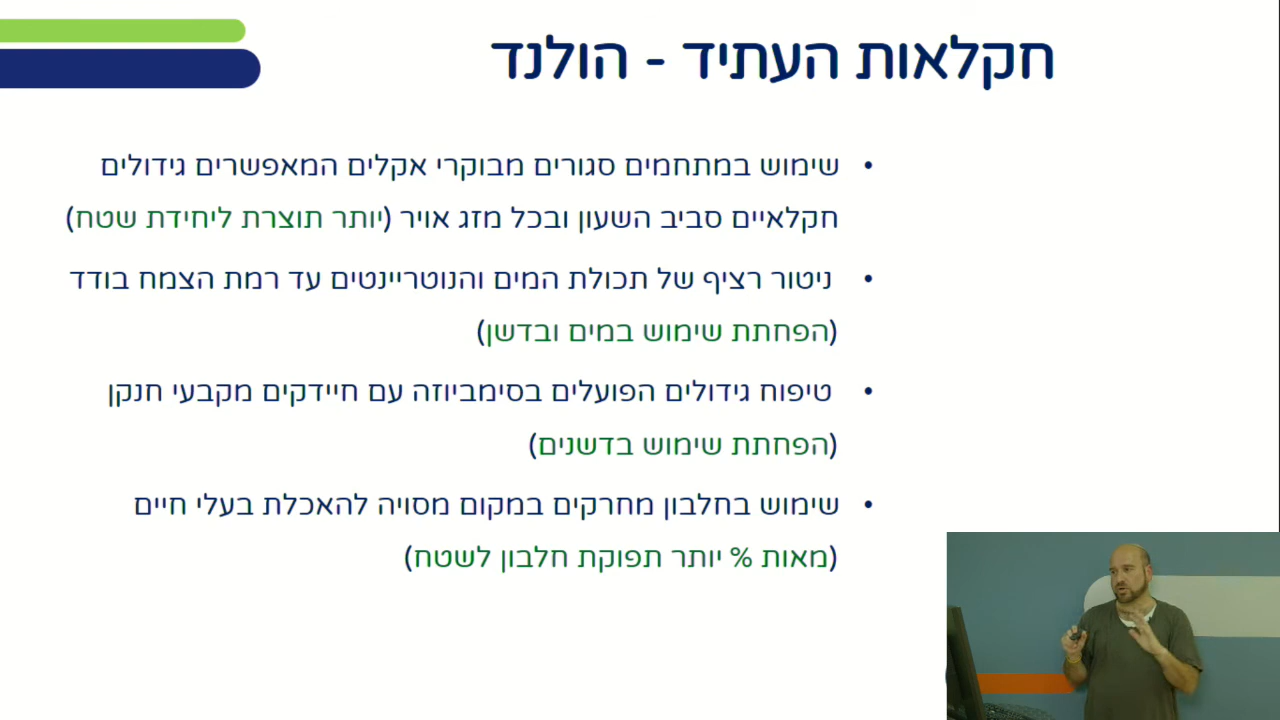 חקלאות העתיד - הולנד
• שימוש במתחמים סגורים מבוקרי אקלים המאפשרים גידולים
חקלאיים סביב השעון ובכל מזג אויר (יותר תוצרת ליחידת שטח)
• ניטור רציף של תכולת המים והנוטריינטים עד רמת הצמח בודד
(הפחתת שימוש במים ובדשן)
• טיפוח גידולים הפועלים בסימביוזה עם חיידקים מקבעי חנקן
(הפחתת שימוש בדשנים)
• שימוש בחלבון מחרקים במקום מסויה להאכלת בעלי חיים
(מאות % יותר תפוקת חלבון לשטח)